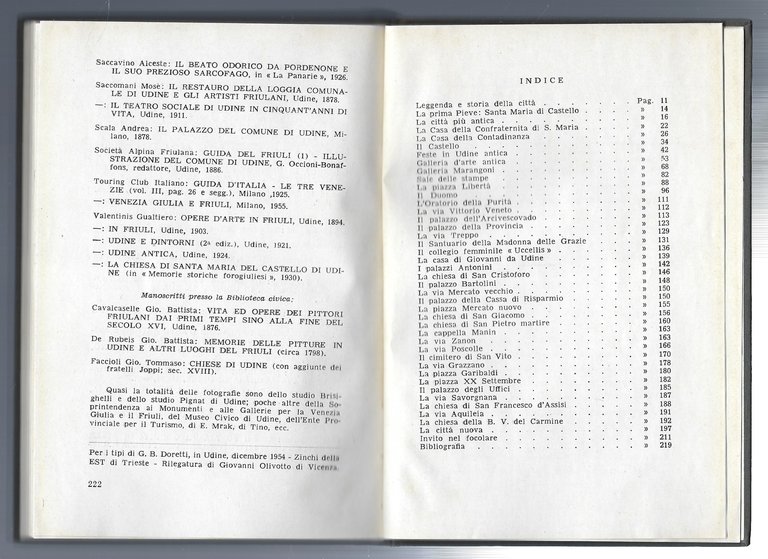 Saccavino Alceste: IL BEATO ODORICO DA PORDENONE E
IL SUO PREZIOSO SARCOFAGO, in « La Panarie », 1926.
Saccomani Mosè: IL RESTAURO DELLA LOGGIA COMUNA-
LE DI UDINE E GLI ARTISTI FRIULANI, Udine, 1878.
—: IL TEATRO SOCIALE DI UDINE IN CINQUANT'ANNI DI
VITA, Udine, 1911.
Scala Andrea: IL PALAZZO DEL COMUNE DI UDINE, Mi-
lano, 1878.
Società Alpina Friulana: GUIDA DEL FRIULI (1) - ILLU-
STRAZIONE DEL COMUNE DI UDINE, G. Occioni-Bonaf-
fons, redattore, Udine, 1886.
Touring Club Italiano: GUIDA D'ITALIA - LE TRE VENE-
ZIE (vol. III, pag. 26 e segg.), Milano ,1925.
—: VENEZIA GIULIA E FRIULI, Milano, 1955.
Valentinis Gualtiero: OPERE D'ARTE IN FRIULI, Udine, 1894.
—: IN FRIULI, Udine, 1903.
—: UDINE E DINTORNI (2ª ediz.), Udine, 1921.
—: UDINE ANTICA, Udine, 1924.
—: LA CHIESA DI SANTA MARIA DEL CASTELLO DI UDI-
NE (in « Memorie storiche forogiuliesi », 1930).
Manoscritti presso la Biblioteca civica:
Cavalcaselle Gio. Battista: VITA ED OPERE DEI PITTORI
FRIULANI DAI PRIMI TEMPI SINO ALLA FINE DEL
SECOLO XVI, Udine, 1876.
De Rubeis Gio. Battista: MEMORIE DELLE PITTURE IN
UDINE E ALTRI LUOGHI DEL FRIULI (circa 1798).
Faccioli Gio. Tommaso: CHIESE DI UDINE (con aggiunte dei
fratelli Joppi; sec. XVIII).
Quasi la totalità delle fotografie sono dello studio Brisi-
ghelli e dello studio Pignat di Udine; poche altre della So-
printendenza ai Monumenti e alle Gallerie per la Venezia
Giulia e il Friuli, del Museo Civico di Udine, dell'Ente Pro-
vinciale per il Turismo, di E. Mrak, di Tino, ecc.
Per i tipi di G. B. Doretti, in Udine, dicembre 1954 - Zinchi della
EST di Trieste - Rilegatura di Giovanni Olivotto di Vicenza
222
INDICE
Leggenda e storia della città . . . . . . Pag. 11
La prima Pieve: Santa Maria di Castello . . . » 14
La città più antica . . . . . . . . » 16
La Casa della Confraternita di S. Maria . . . » 22
La Casa della Contadinanza . . . . . . » 26
Il Castello . . . . . . . . . » 34
Feste in Udine antica . . . . . . . » 42
Galleria d'arte antica . . . . . . . » 53
Galleria Marangoni . . . . . . . » 68
Sale delle stampe . . . . . . . . » 82
La piazza Libertà . . . . . . . . » 88
Il Duomo . . . . . . . . . » 96
L'Oratorio della Purità . . . . . . . » 111
La via Vittorio Veneto . . . . . . . » 112
Il palazzo dell'Arcivescovado . . . . . » 113
Il palazzo della Provincia . . . . . . » 123
La via Treppo . . . . . . . . » 129
Il Santuario della Madonna delle Grazie . . . » 131
Il collegio femminile « Uccellis » . . . . . » 136
La casa di Giovanni da Udine . . . . . » 139
I palazzi Antonini . . . . . . . . » 142
La chiesa di San Cristoforo . . . . . . » 146
Il palazzo Bartolini . . . . . . . » 148
La via Mercato vecchio . . . . . . . » 150
Il palazzo della Cassa di Risparmio . . . . » 150
La piazza Mercato nuovo . . . . . . » 155
La chiesa di San Giacomo . . . . . . » 156
La chiesa di San Pietro martire . . . . . » 160
La cappella Manin . . . . . . . » 163
La via Zanon . . . . . . . . » 163
La via Poscolle . . . . . . . . » 166
Il cimitero di San Vito . . . . . . . » 170
La via Grazzano . . . . . . . . » 178
La piazza Garibaldi . . . . . . . » 180
La piazza XX Settembre . . . . . . » 182
Il palazzo degli Uffici . . . . . . . » 185
La via Savorgnana . . . . . . . » 187
La chiesa di San Francesco d'Assisi . . . . » 188
La via Aquileia . . . . . . . . » 191
La chiesa della B. V. del Carmine . . . . . » 192
La città nuova . . . . . . . . » 197
Invito nel focolare . . . . . . . » 211
Bibliografia . . . . . . . . . » 219